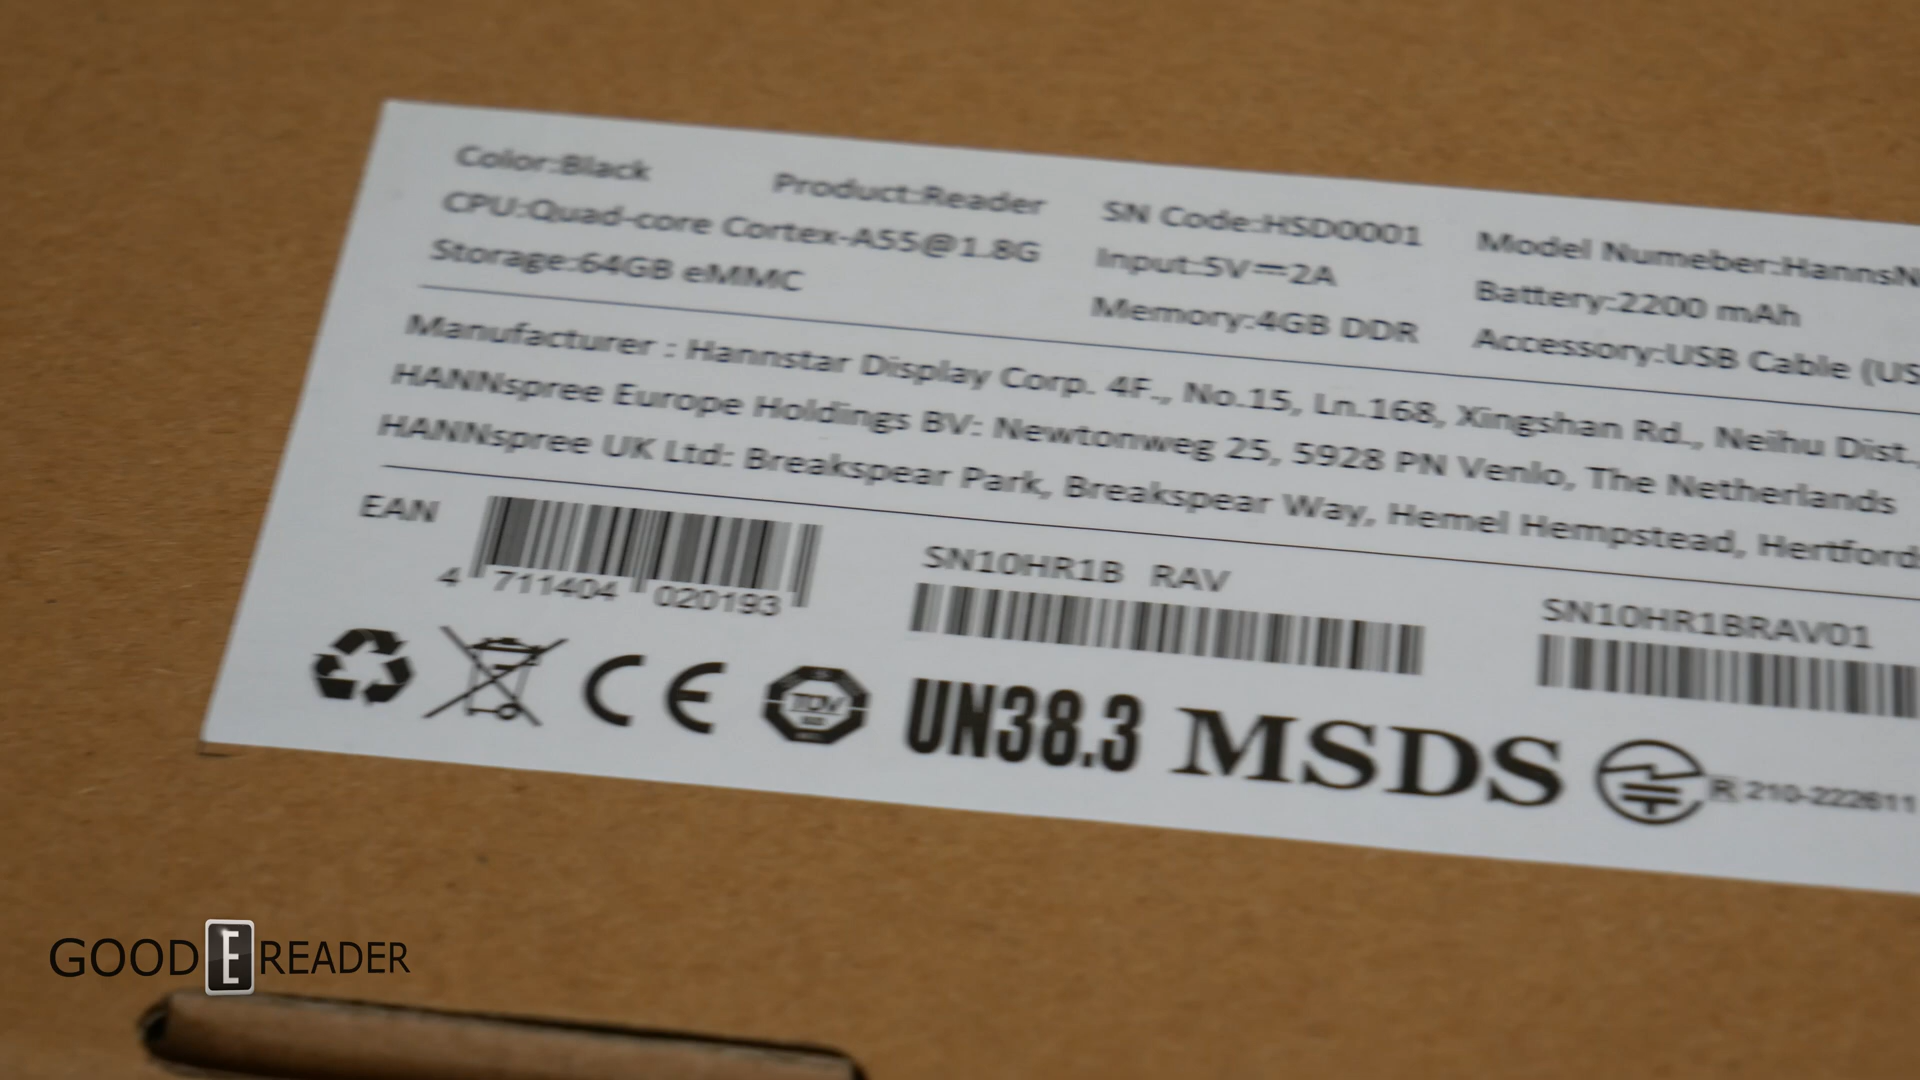 Color:Black Product:Reader SN Code:HSD0001 Model Numeber:HannsN
CPU:Quad-core Cortex-A55@1.8G Input:5V⎓2A Battery:2200 mAh
Storage:64GB eMMC Memory:4GB DDR Accessory:USB Cable (US
Manufacturer : Hannstar Display Corp. 4F., No.15, Ln.168, Xingshan Rd., Neihu Dist.,
HANNspree Europe Holdings BV: Newtonweg 25, 5928 PN Venlo, The Netherlands
HANNspree UK Ltd: Breakspear Park, Breakspear Way, Hemel Hempstead, Hertfords
EAN
4 711404 020193
SN10HR1B RAV
SN10HR1BRAV01
CE TÜV UN38.3 MSDS R 210-222611
GOOD E READER